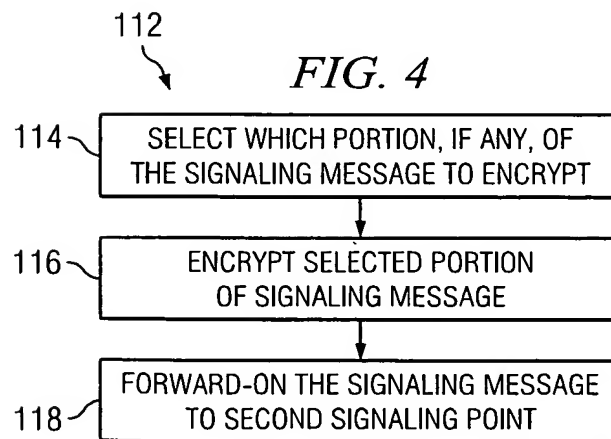 112
FIG. 4
114
SELECT WHICH PORTION, IF ANY, OF
THE SIGNALING MESSAGE TO ENCRYPT
116
ENCRYPT SELECTED PORTION
OF SIGNALING MESSAGE
118
FORWARD-ON THE SIGNALING MESSAGE
TO SECOND SIGNALING POINT